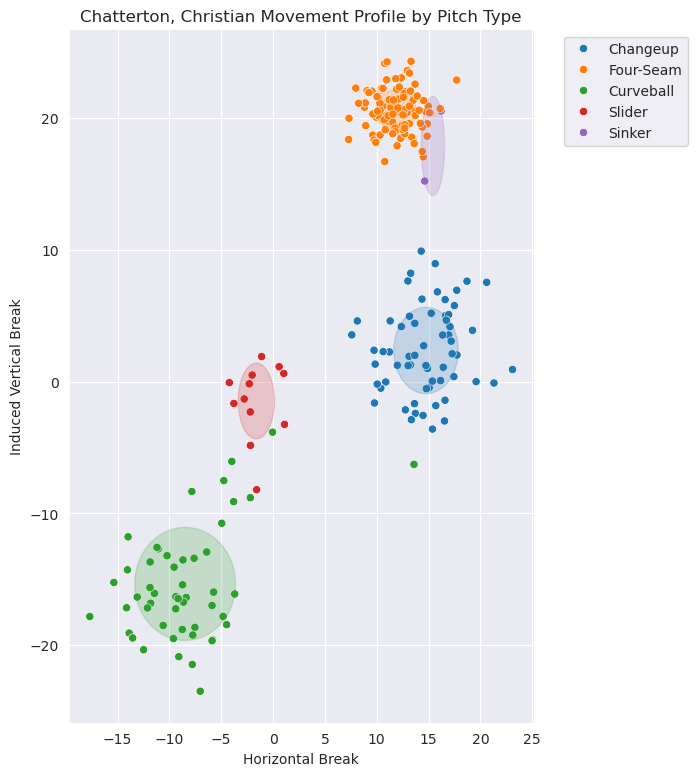 Chatterton, Christian Movement Profile by Pitch Type
Changeup
Four-Seam
Curveball
Slider
Sinker
Induced Vertical Break
20
10
0
−10
−20
−15
−10
−5
0
5
10
15
20
25
Horizontal Break